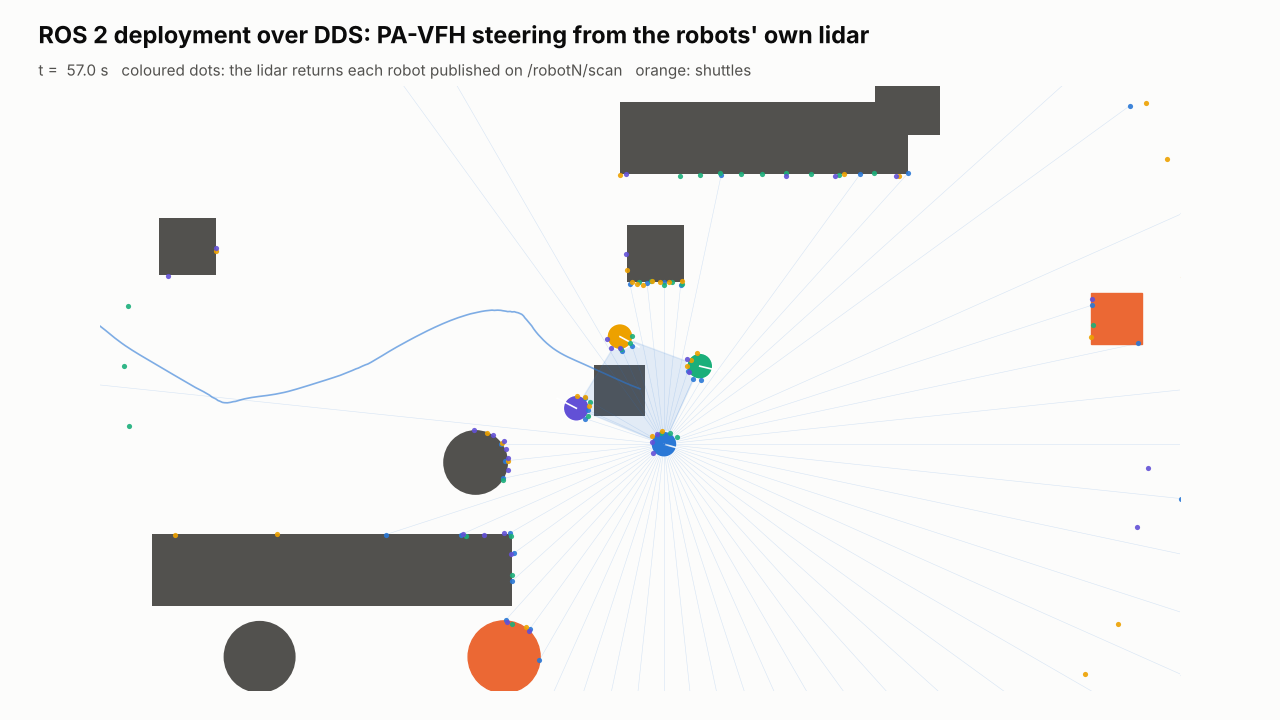 ROS 2 deployment over DDS: PA-VFH steering from the robots' own lidar
t =  57.0 s   coloured dots: the lidar returns each robot published on /robotN/scan   orange: shuttles